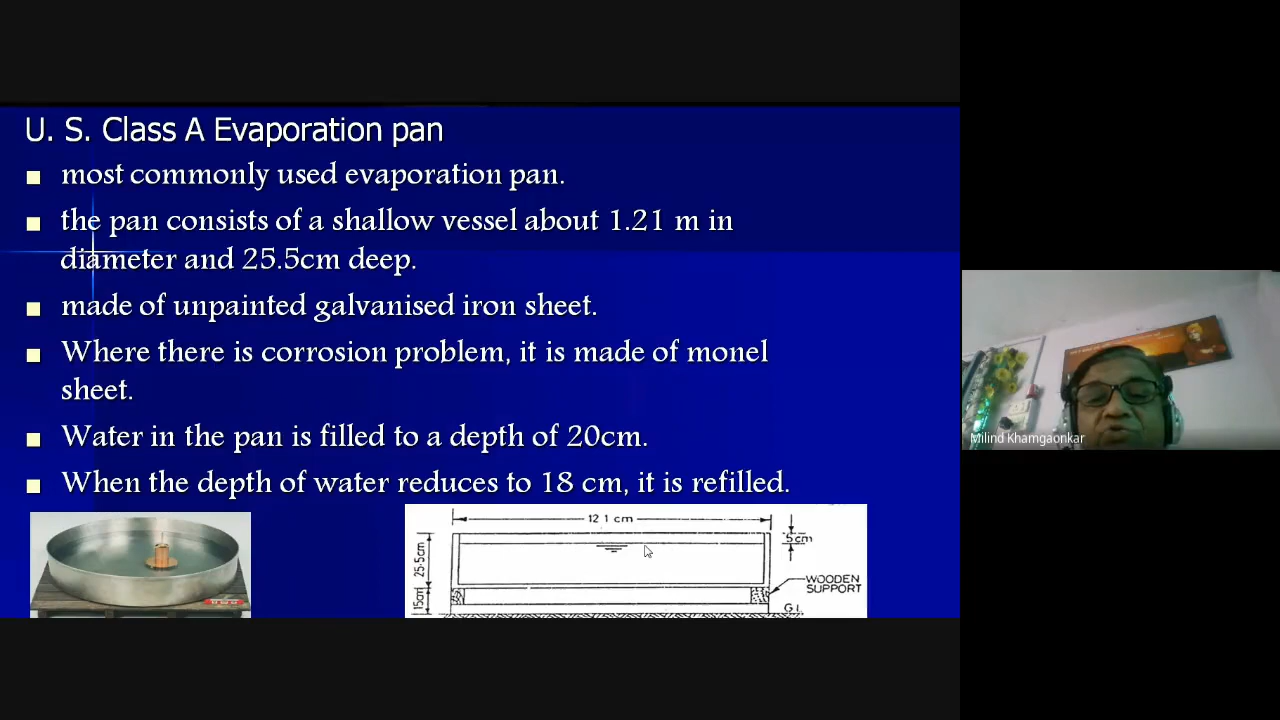 U. S. Class A Evaporation pan
■ most commonly used evaporation pan.
■ the pan consists of a shallow vessel about 1.21 m in
diameter and 25.5cm deep.
■ made of unpainted galvanised iron sheet.
■ Where there is corrosion problem, it is made of monel
sheet.
■ Water in the pan is filled to a depth of 20cm.
■ When the depth of water reduces to 18 cm, it is refilled.
12 1 cm
5cm
25·5cm
WOODEN
SUPPORT
15cm
G.L
Milind Khamgaonkar